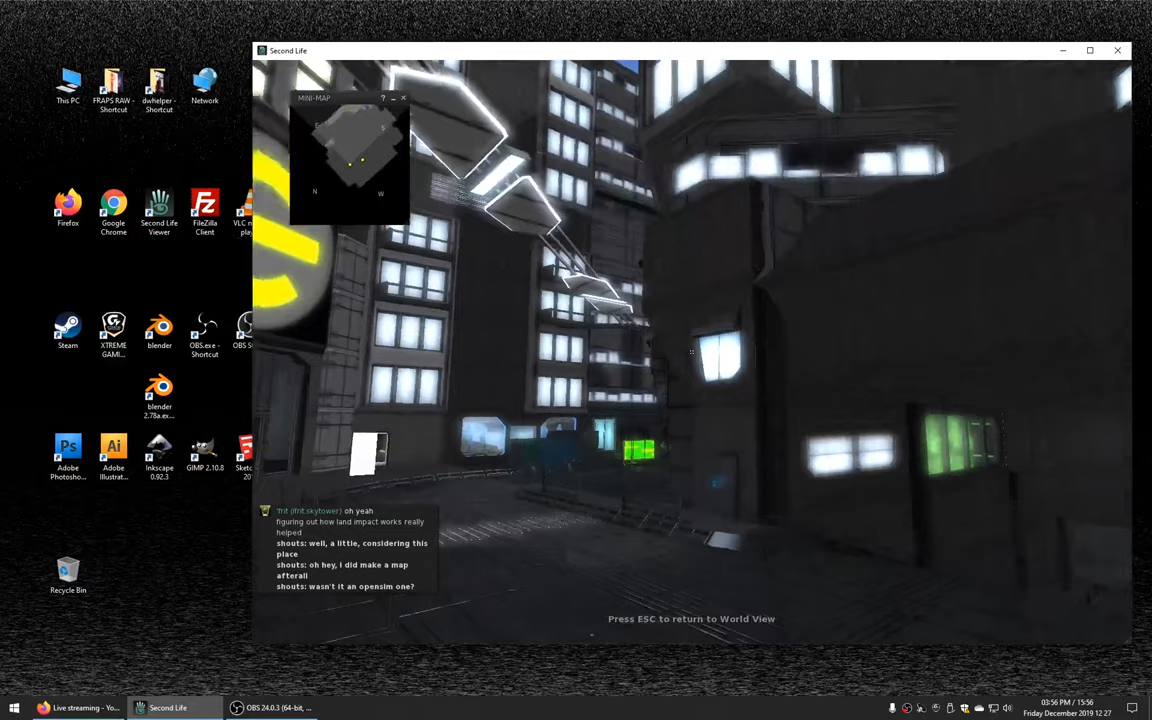 Second Life
MINI-MAP
?
S
N
W
This PC
FRAPS RAW - Shortcut
dwhelper - Shortcut
Network
Firefox
Google Chrome
Second Life Viewer
FileZilla Client
Steam
XTREME GAMI...
blender
OBS.exe - Shortcut
blender 2.78a.ex...
Adobe Photosho...
Adobe Illustrat...
Inkscape 0.92.3
GIMP 2.10.8
Recycle Bin
(ifrit.skytower) oh yeah
figuring out how land impact works really
helped
shouts: well, a little, considering this
place
shouts: oh hey, i did make a map
afterall
shouts: wasn't it an opensim one?
Press ESC to return to World View
Live streaming - Yo...
Second Life
OBS 24.0.3 (64-bit, ...
03:56 PM / 15:56
Friday December 2019 12 27